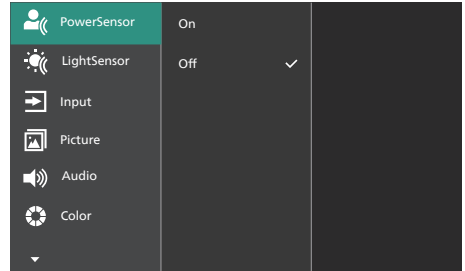 PowerSensor
On
LightSensor
Off
Input
Picture
Audio
Color